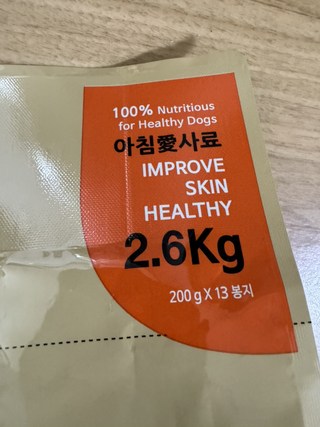 100% Nutritious
for Healthy Dogs
아침愛사료
IMPROVE
SKIN
HEALTHY
2.6Kg
200 g X 13 봉지